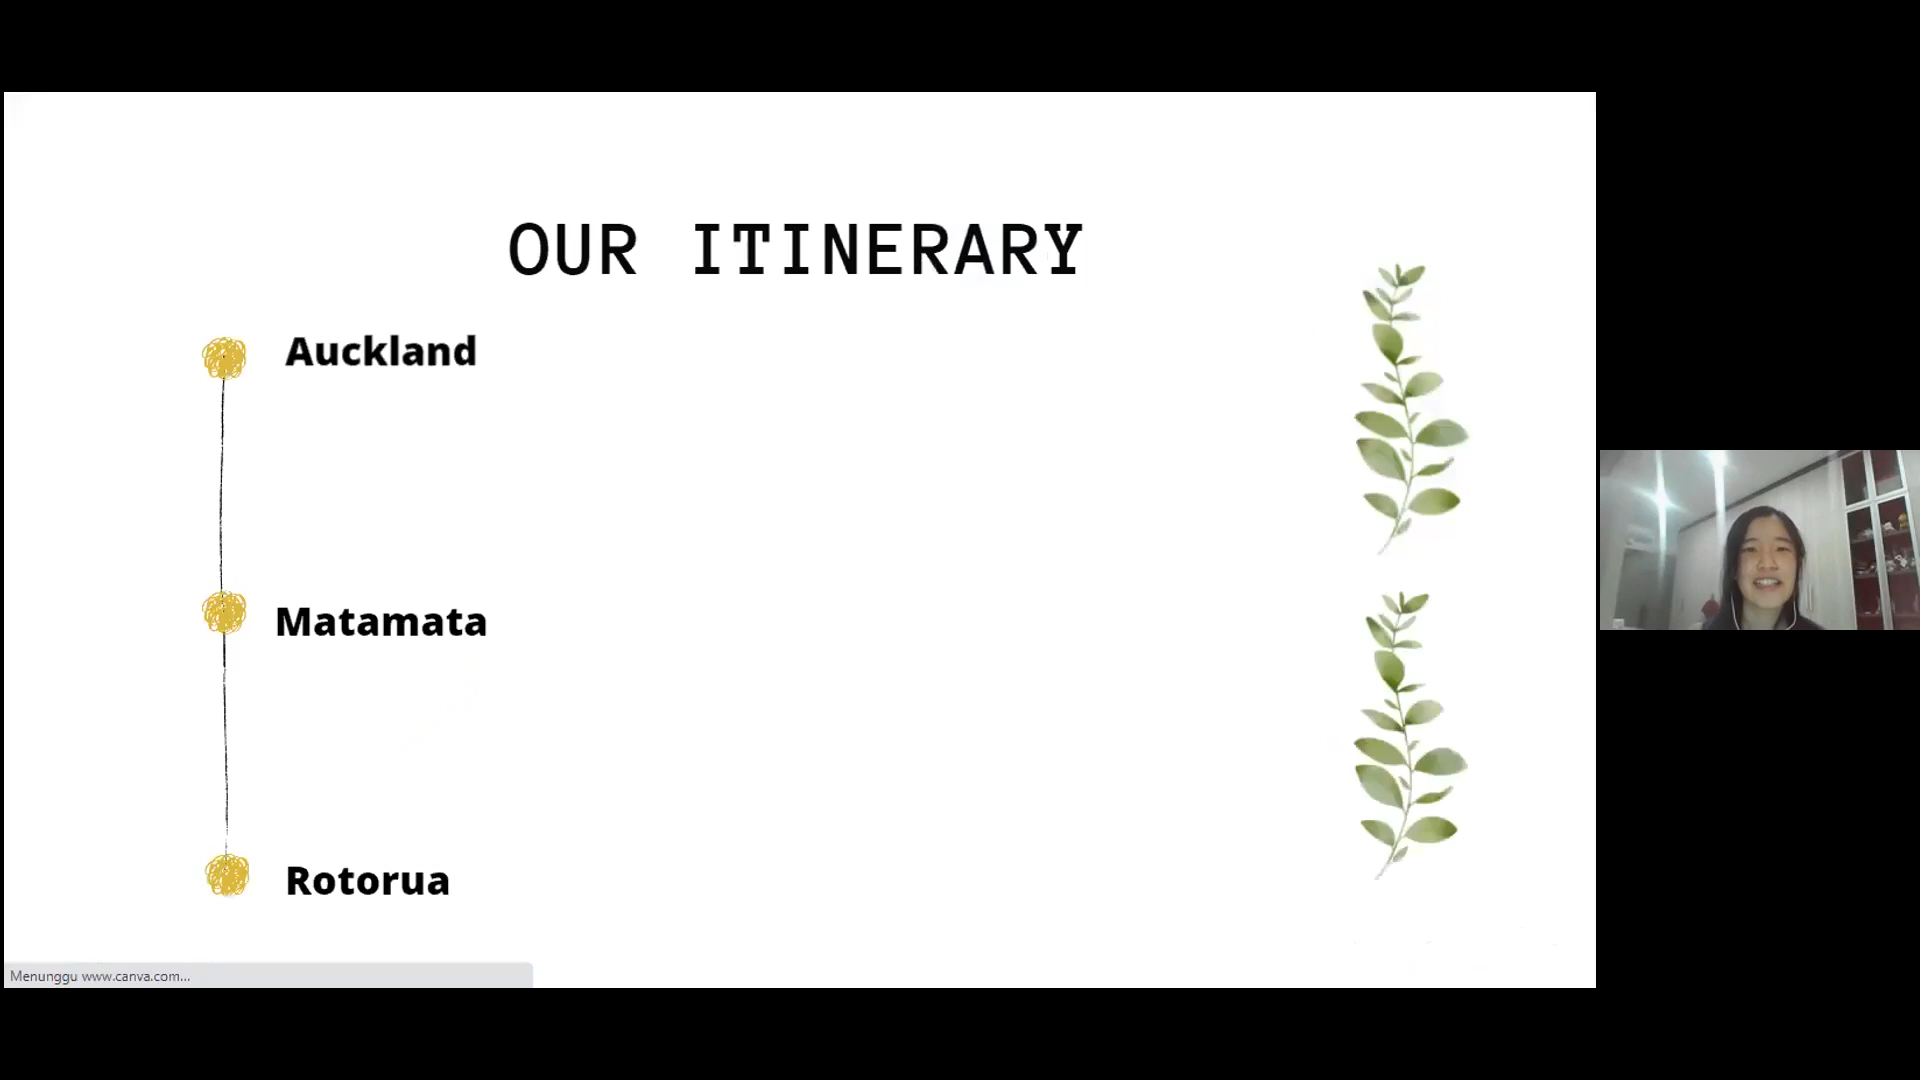 OUR ITINERARY
Auckland
Matamata
Rotorua
Menunggu www.canva.com...